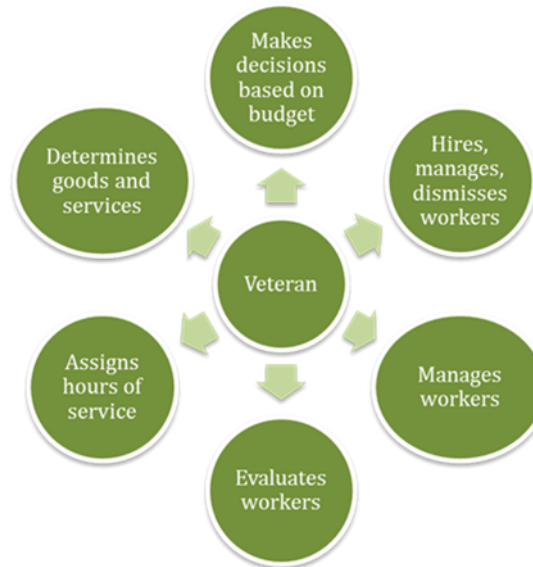 Makes
decisions
based on
budget
Hires,
manages,
dismisses
workers
Manages
workers
Evaluates
workers
Assigns
hours of
service
Determines
goods and
services
Veteran